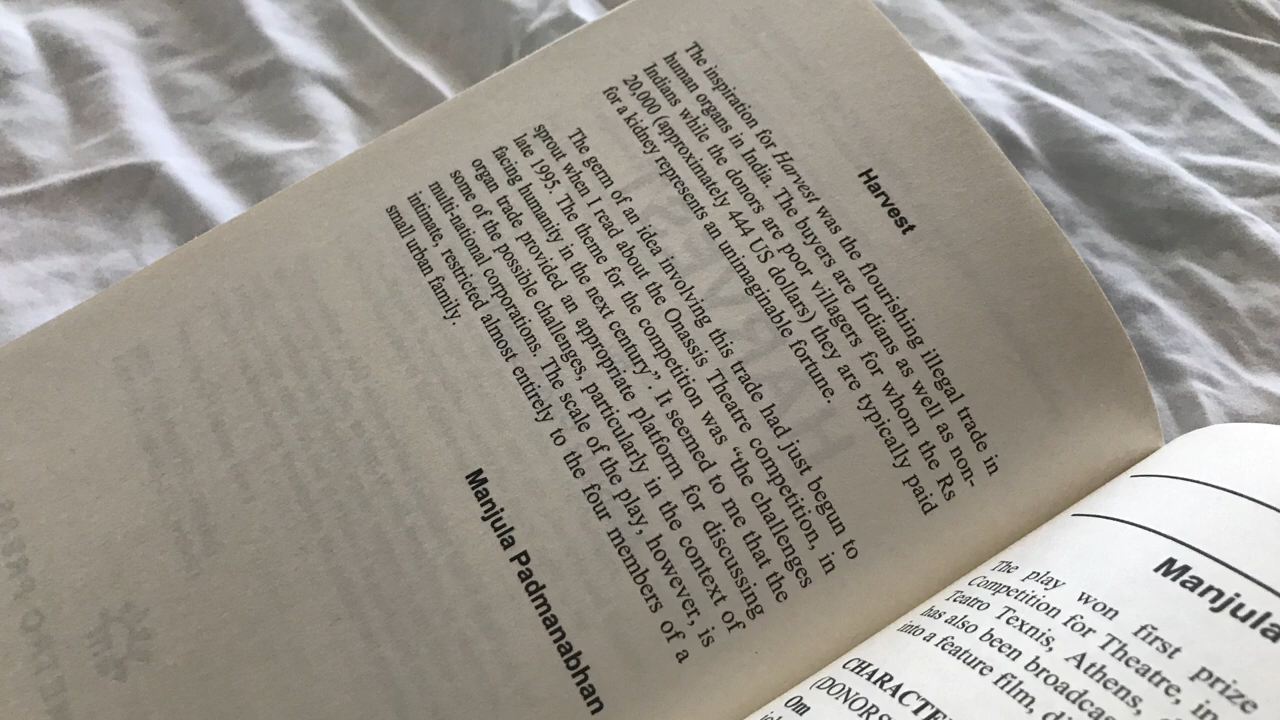 Harvest
The inspiration for Harvest was the flourishing illegal trade in
human organs in India. The buyers are Indians as well as non-
Indians while the donors are poor villagers for whom the Rs
20,000 (approximately 444 US dollars) they are typically paid
for a kidney represents an unimaginable fortune.
The germ of an idea involving this trade had just begun to
sprout when I read about the Onassis Theatre competition, in
late 1995. The theme for the competition was “the challenges
facing humanity in the next century”. It seemed to me that the
organ trade provided an appropriate platform for discussing
some of the possible challenges, particularly in the context of
muli-national corporations. The scale of the play, however, is
intimate, restricted almost entirely to the four members of a
small urban family.
Manjula Padmanabhan
Manjula
The play won first prize
Competition for Theatre, in
Teatro Texnis, Athens,
has also been broadcas
into a feature film,
CHARACTE
(DONORS
Om